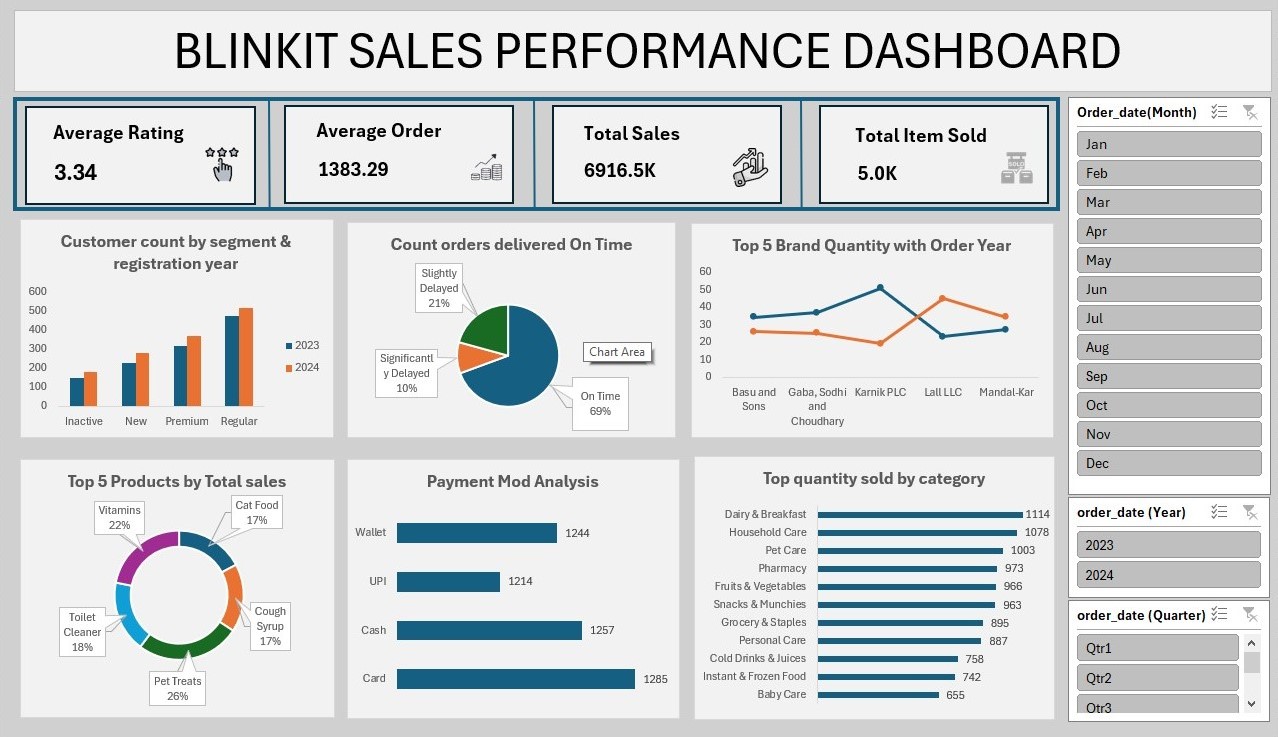 BLINKIT SALES PERFORMANCE DASHBOARD
Average Rating
3.34
Average Order
1383.29
Total Sales
6916.5K
SOLD
Total Item Sold
5.0K
Customer count by segment &
registration year
600
500
400
300
200
100
0
Inactive
New
Premium
Regular
2023
2024
Count orders delivered On Time
Slightly
Delayed
21%
Significantl
y Delayed
10%
On Time
69%
Chart Area
Top 5 Brand Quantity with Order Year
60
50
40
30
20
10
0
Basu and
Sons
Gaba, Sodhi
and
Choudhary
Karnik PLC
Lall LLC
Mandal-Kar
Top 5 Products by Total sales
Vitamins
22%
Cat Food
17%
Cough
Syrup
17%
Toilet
Cleaner
18%
Pet Treats
26%
Payment Mod Analysis
Wallet 1244
UPI 1214
Cash 1257
Card 1285
Top quantity sold by category
Dairy & Breakfast 1114
Household Care 1078
Pet Care 1003
Pharmacy 973
Fruits & Vegetables 966
Snacks & Munchies 963
Grocery & Staples 895
Personal Care 887
Cold Drinks & Juices 758
Instant & Frozen Food 742
Baby Care 655
Order_date(Month)
Jan
Feb
Mar
Apr
May
Jun
Jul
Aug
Sep
Oct
Nov
Dec
order_date (Year)
2023
2024
order_date (Quarter)
Qtr1
Qtr2
Qtr3